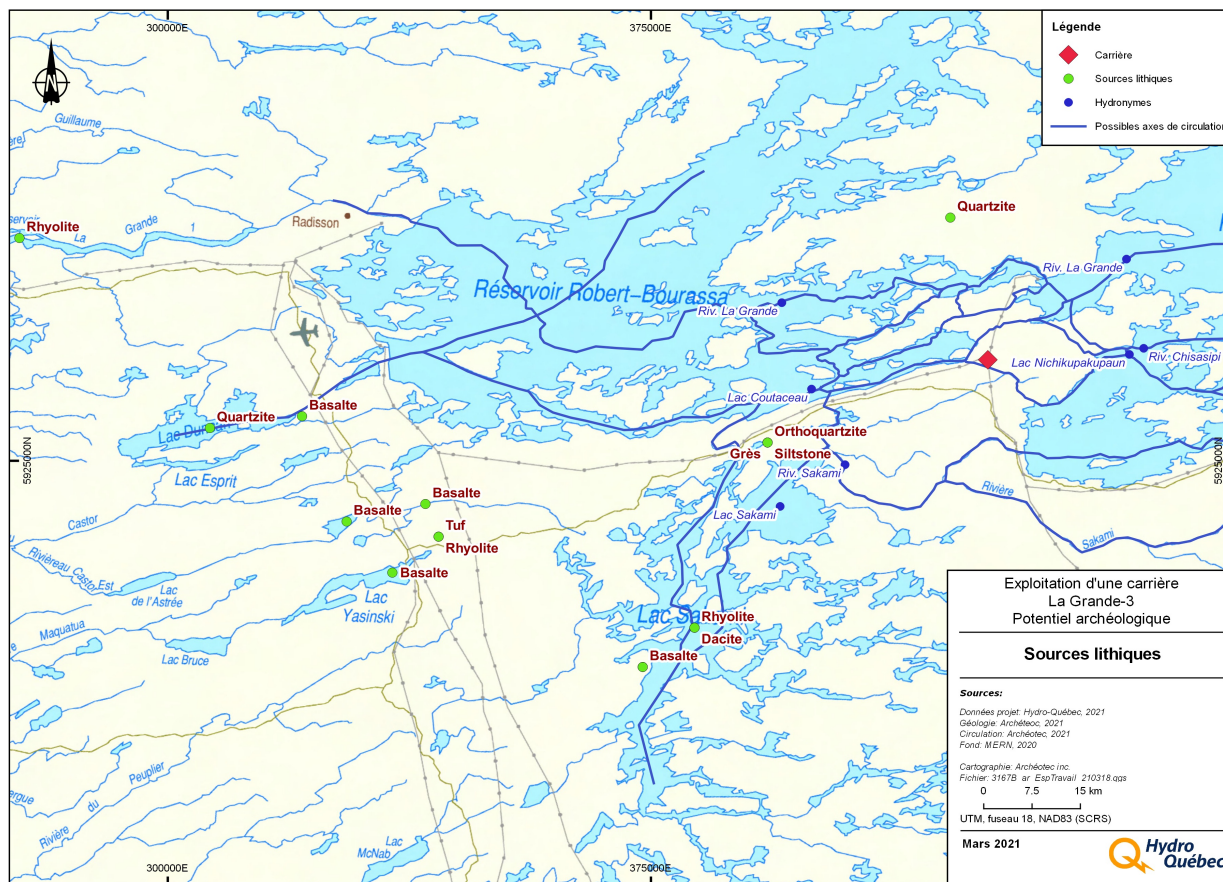 300000E
375000E
Légende
Carrière
Sources lithiques
Hydronymes
Possibles axes de circulation
N
Guillaume
Quartzite
Radisson
Rhyolite
La
Grande
1
Riv. La Grande
Réservoir Robert-Bourassa
Riv. La Grande
Riv. Chisasipi
Lac Nichikupakupaun
Lac Coutaceau
Basalte
Quartzite
Orthoquartzite
Grès
Siltstone
5925000N
5925000N
Riv. Sakami
Lac Esprit
Rivière
Basalte
Lac Sakami
Castor
Basalte
Tuf
Sakami
Rhyolite
Basalte
Rivièreau Castor
Est
Lac
de l'Astrée
Lac
Yasinski
Maquatua
Lac Bruce
Rhyolite
Dacite
Basalte
Peuplier
du
Rivière
Lac
McNab
300000E
375000E
Exploitation d'une carrière
La Grande-3
Potentiel archéologique
Sources lithiques
Sources:
Données projet: Hydro-Québec, 2021
Géologie: Archéteoc, 2021
Circulation: Archéotec, 2021
Fond: MERN, 2020
Cartographie: Archéotec inc.
Fichier: 3167B_ar_EspTravail_210318.qgs
0 7.5 15 km
UTM, fuseau 18, NAD83 (SCRS)
Mars 2021
Hydro
Québec